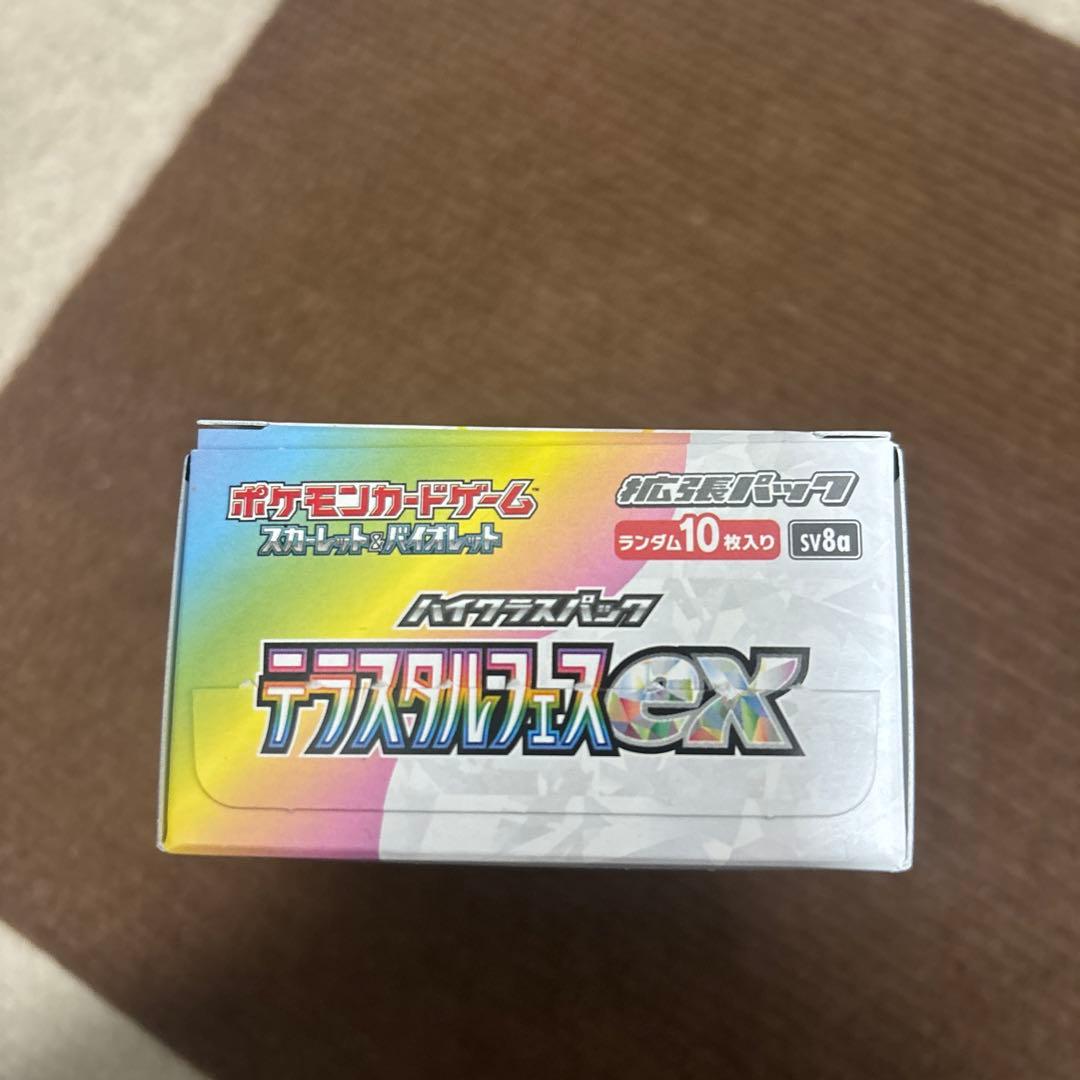 ポケモンカードゲーム™
スカーレット&バイオレット
拡張パック
ランダム10枚入り
SV8a
ハイクラスパック
テラスタルフェスex